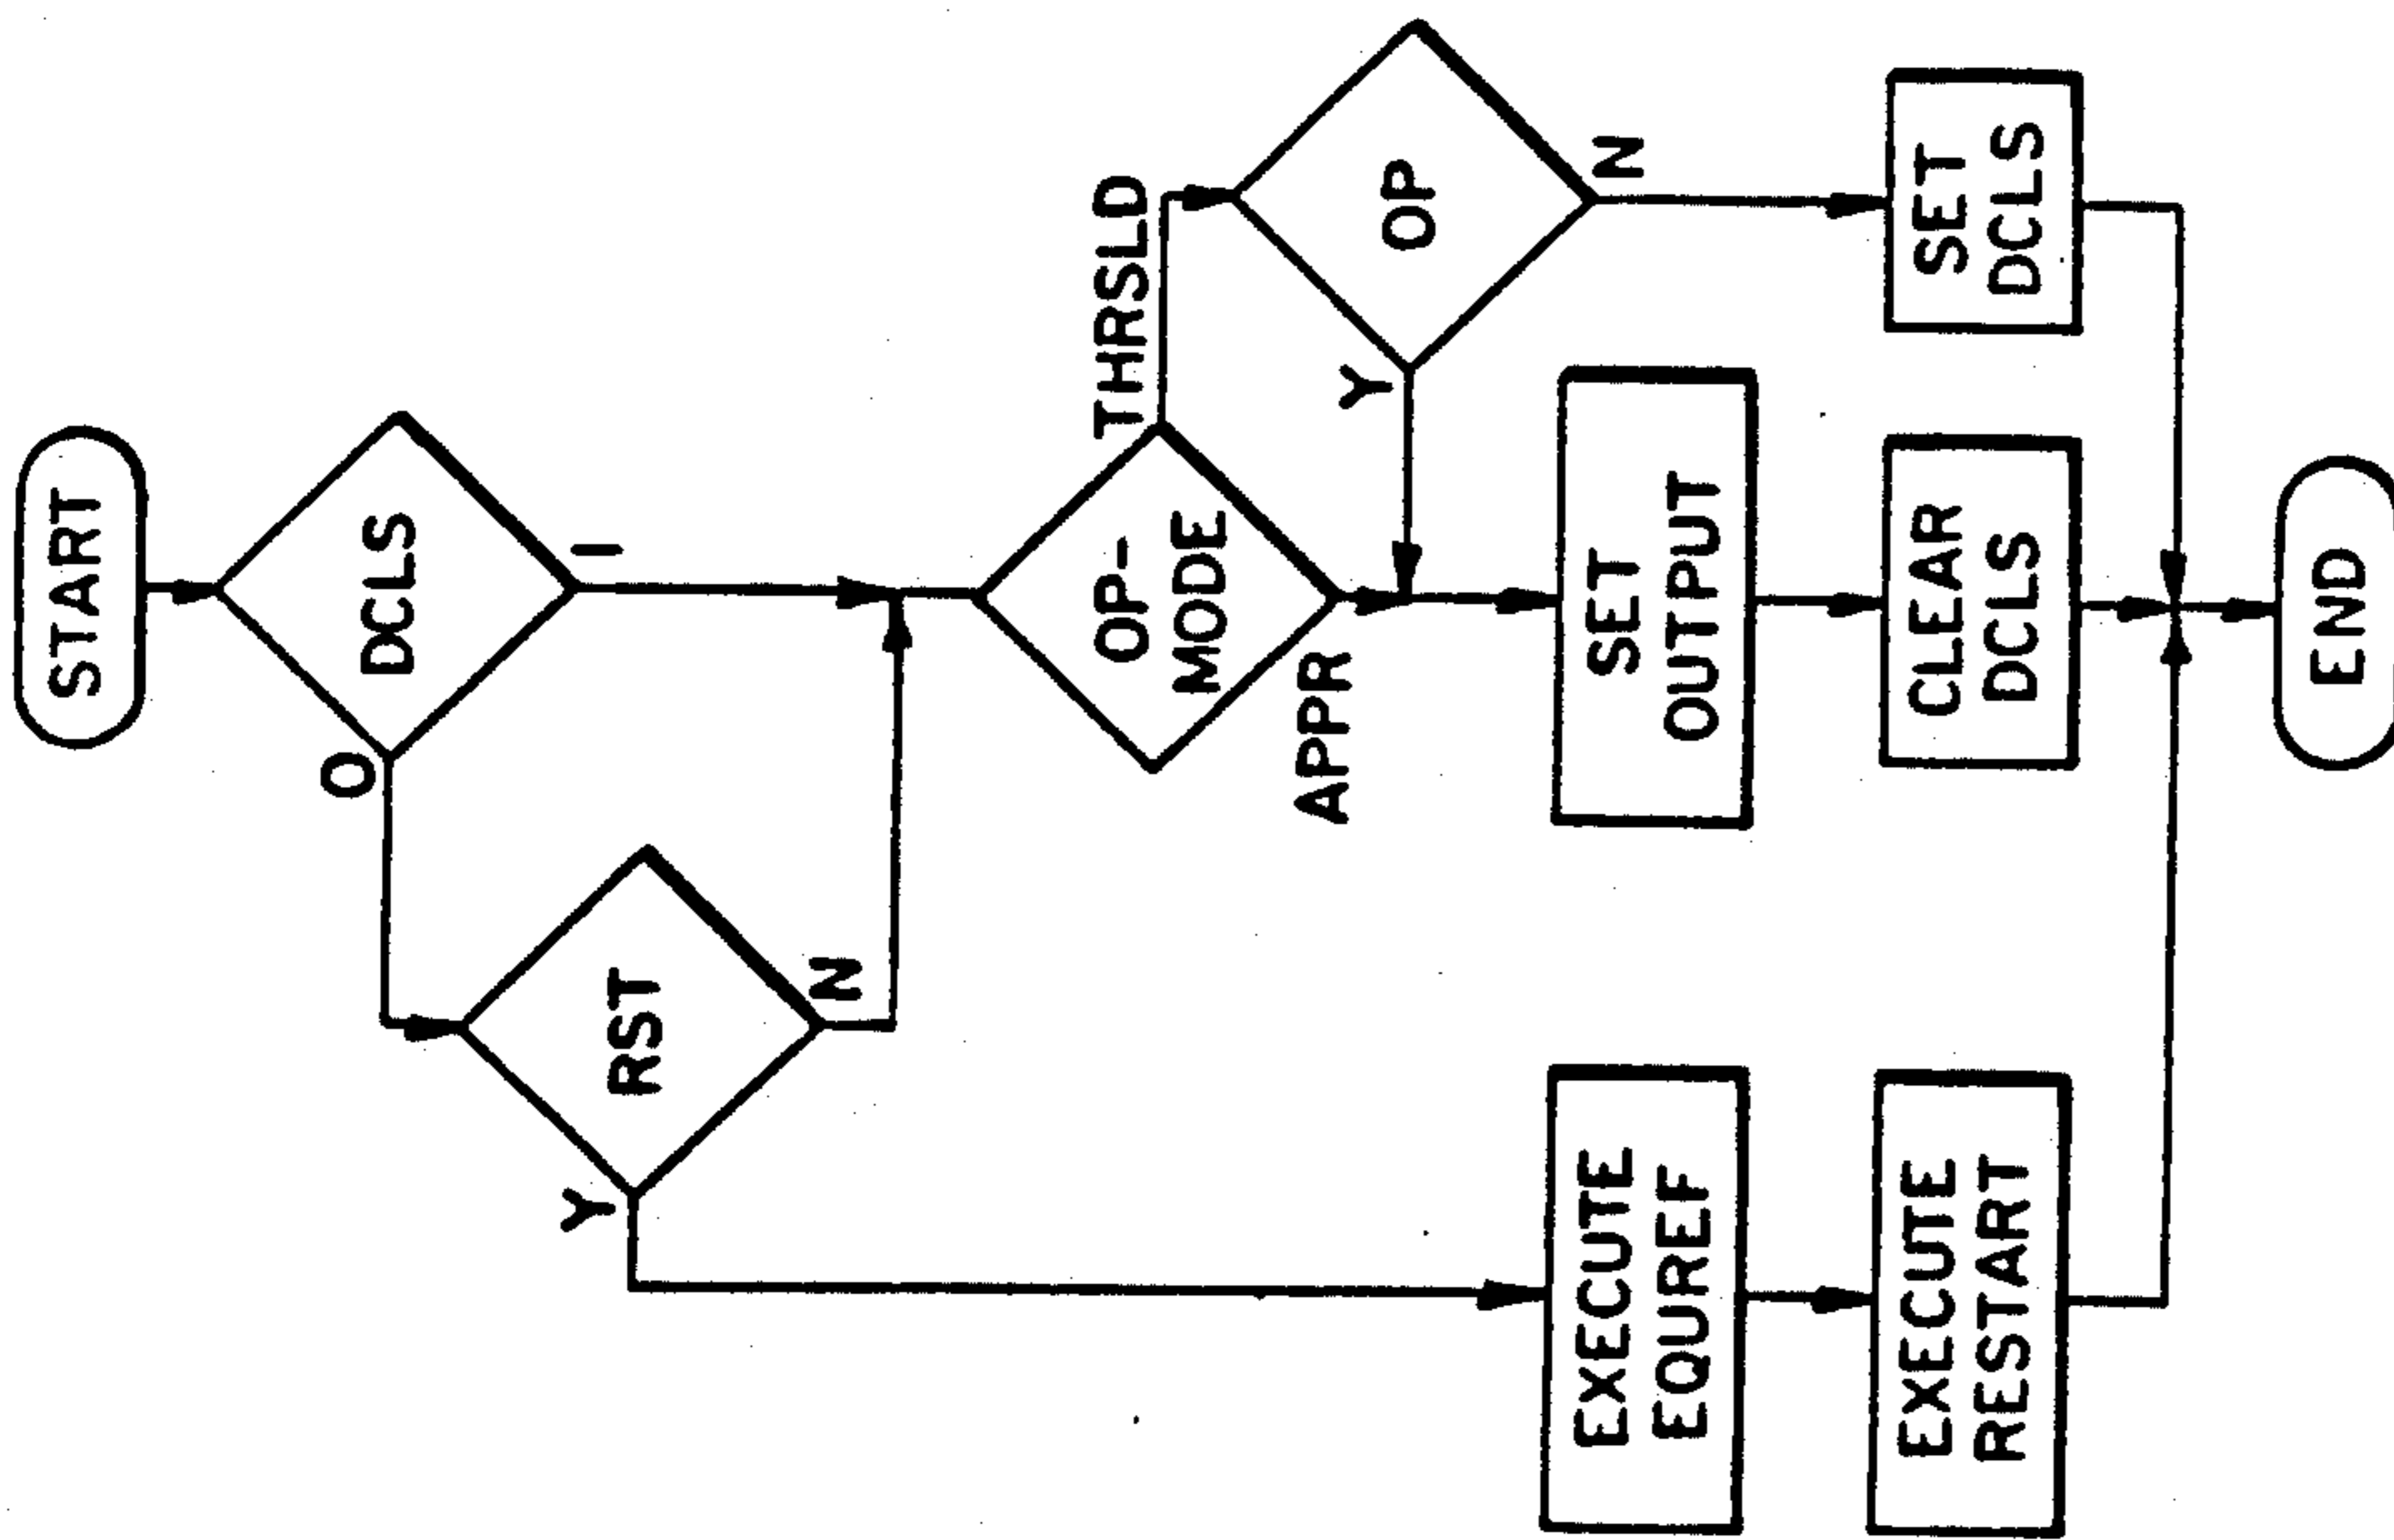 START
DCLS
O
I
RST
Y
N
OP-
MODE
THRSLD
APPR
OP
Y
N
EXECUTE
EQUREF
SET
OUTPUT
EXECUTE
RESTART
CLEAR
DCLS
SET
DCLS
END